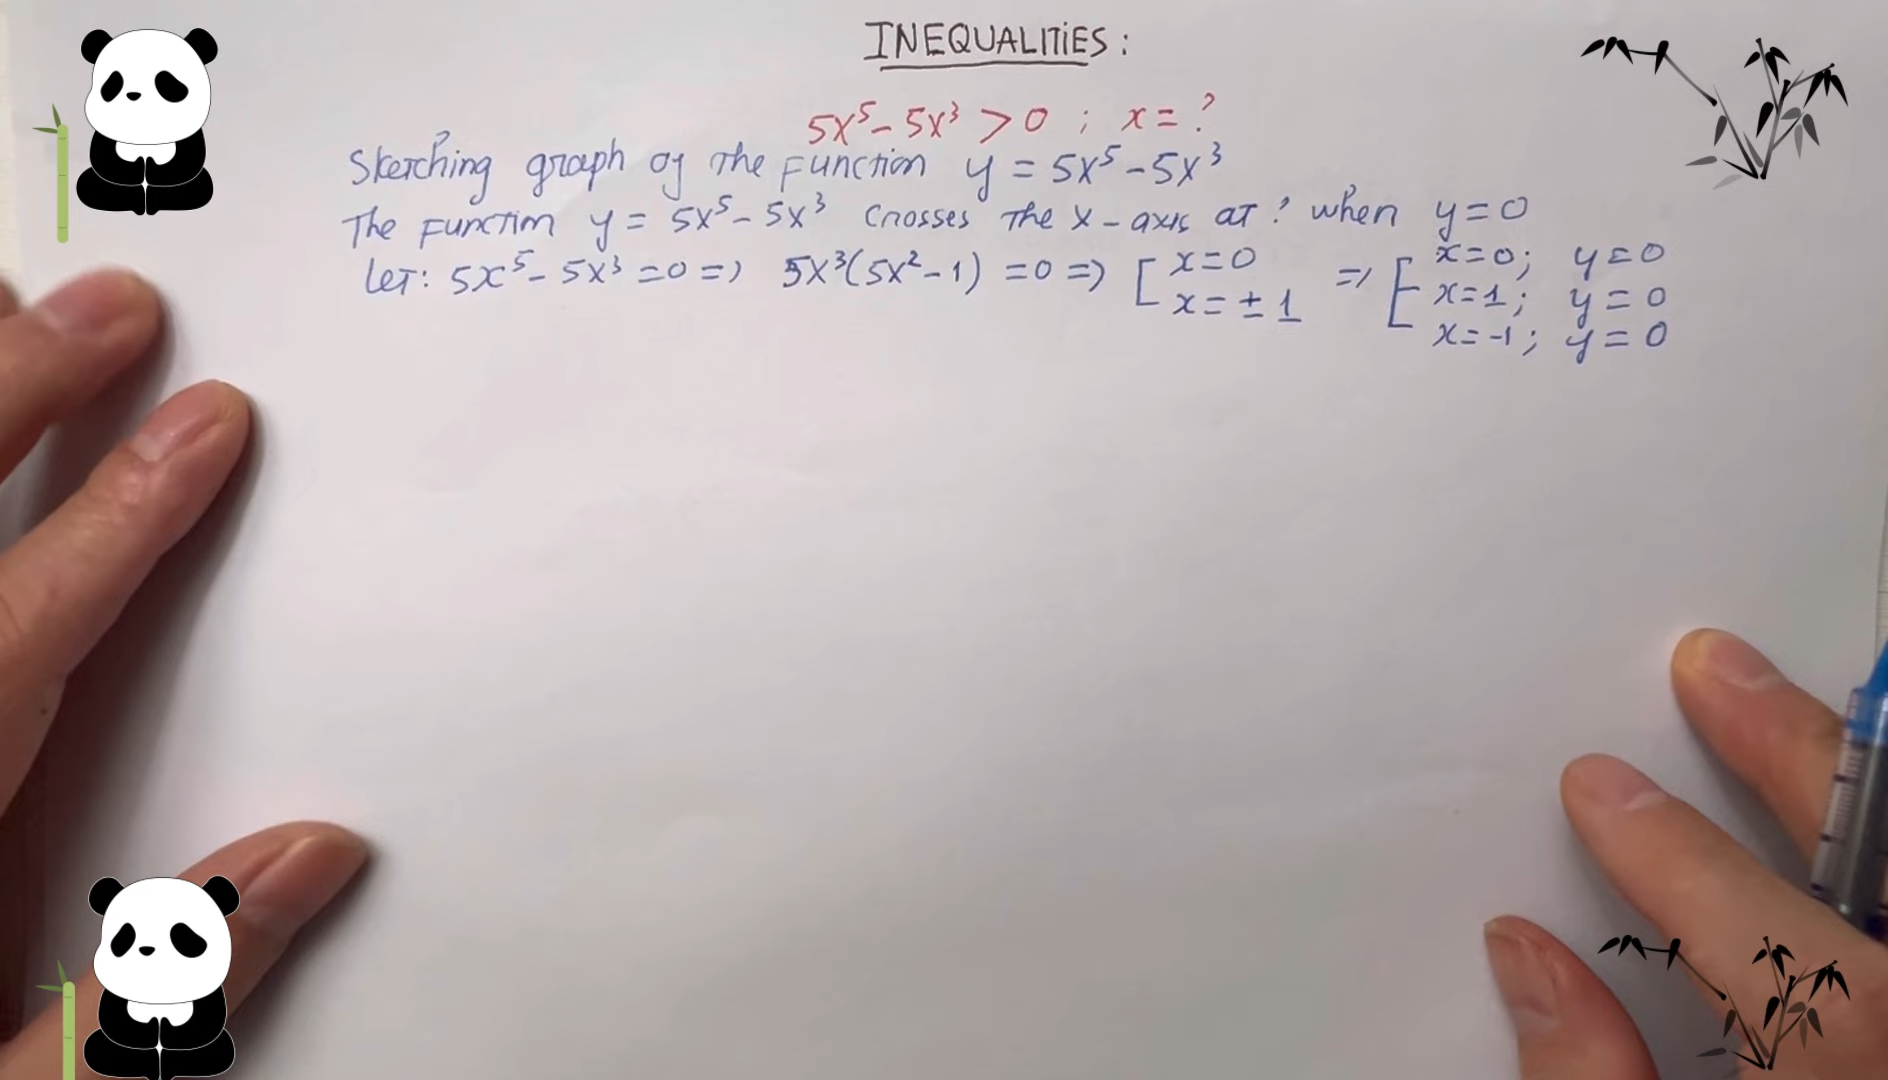 INEQUALITIES:
5x⁵ - 5x³ > 0 ; x = ?
Sketching graph of the function y = 5x⁵ - 5x³
The function y = 5x⁵ - 5x³ crosses the x-axis at ? when y = 0
Let: 5x⁵ - 5x³ = 0 => 5x³(5x² - 1) = 0 => [ x = 0 => [ x = 0; y = 0
x = ± 1 x = 1; y = 0
x = -1; y = 0